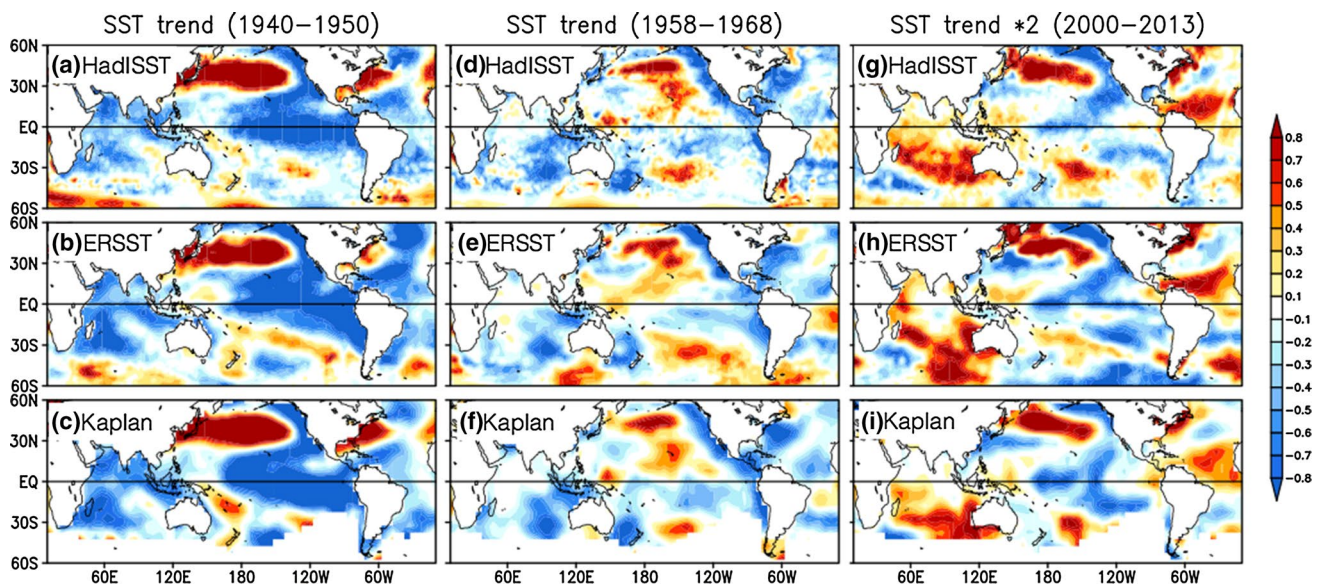 SST trend (1940−1950) SST trend (1958−1968) SST trend *2 (2000−2013)
60N (a)HadISST (d)HadISST (g)HadISST
30N
EQ
30S
60S
60N (b)ERSST (e)ERSST (h)ERSST
30N
EQ
30S
60S
60N (c)Kaplan (f)Kaplan (i)Kaplan
30N
EQ
30S
60S
60E 120E 180 120W 60W 60E 120E 180 120W 60W 60E 120E 180 120W 60W
0.8
0.7
0.6
0.5
0.4
0.3
0.2
0.1
−0.1
−0.2
−0.3
−0.4
−0.5
−0.6
−0.7
−0.8